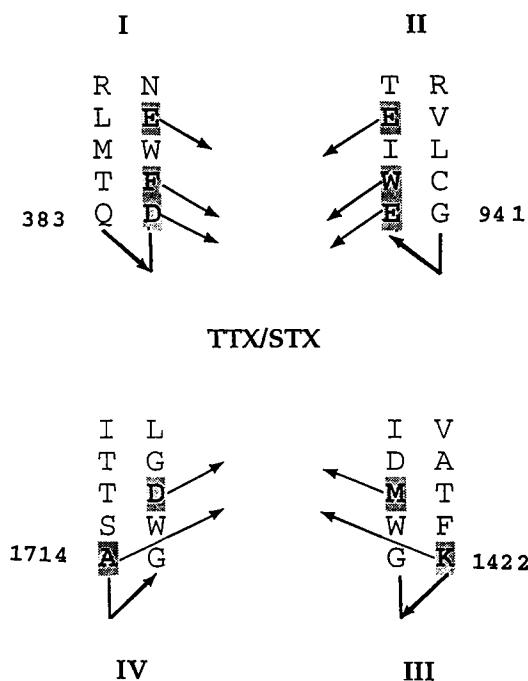 I II
R N T R
L E E V
M W I L
T F W C
383 Q D E G 941
TTX/STX
I L I V
T G D A
T D M T
S W W F
1714 A G G K 1422
IV III